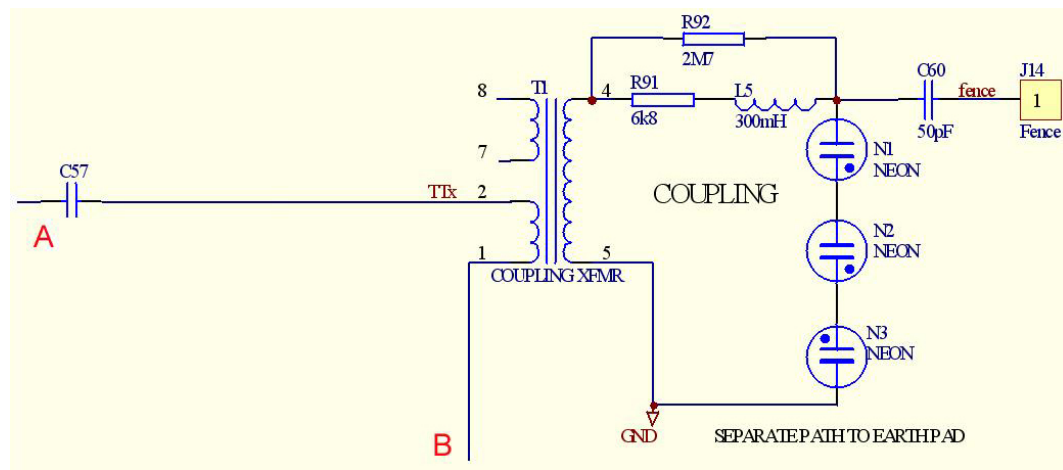 R92
2M7
T1
8
4
R91
6k8
L5
300mH
C60
50pF
fence
J14
1
Fence
7
N1
NEON
C57
TTx
2
COUPLING
A
N2
NEON
1
5
COUPLING XFMR
N3
NEON
B
GND
SEPARATE PATH TO EARTH PAD